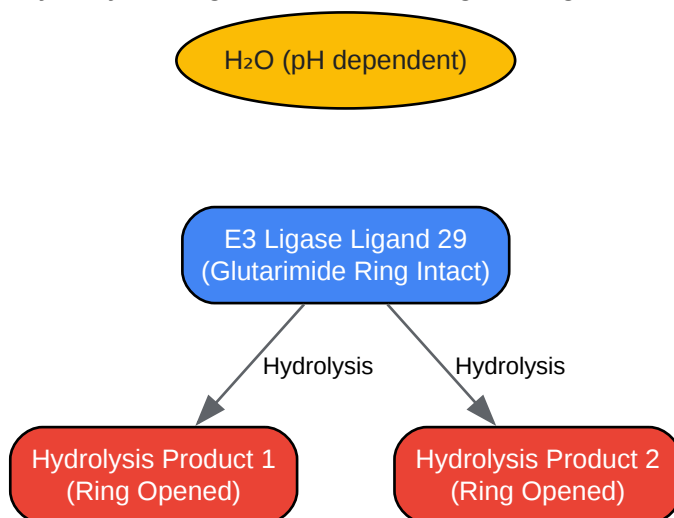 H₂O (pH dependent)
E3 Ligase Ligand 29
(Glutarimide Ring Intact)
Hydrolysis
Hydrolysis
Hydrolysis Product 1
(Ring Opened)
Hydrolysis Product 2
(Ring Opened)